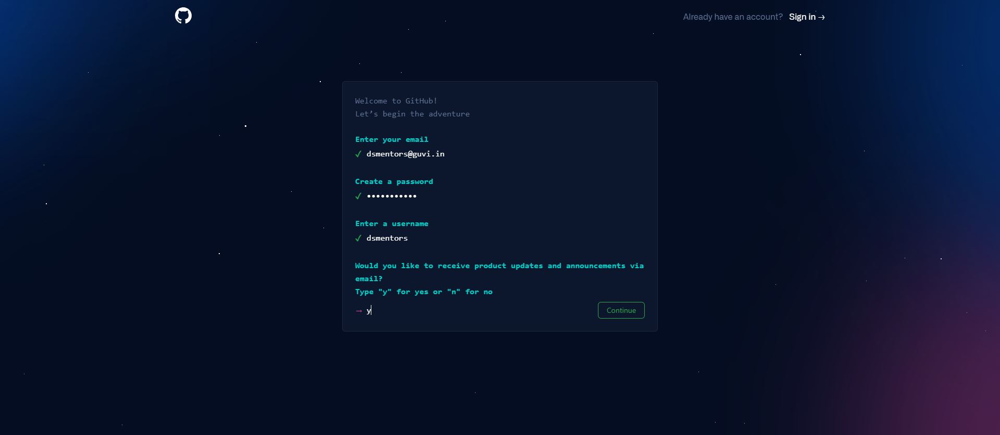 Already have an account? Sign in →
Welcome to GitHub!
Let’s begin the adventure
Enter your email
✓ dsmentors@guvi.in
Create a password
✓ •••••••••••
Enter a username
✓ dsmentors
Would you like to receive product updates and announcements via
email?
Type "y" for yes or "n" for no
→ y
Continue